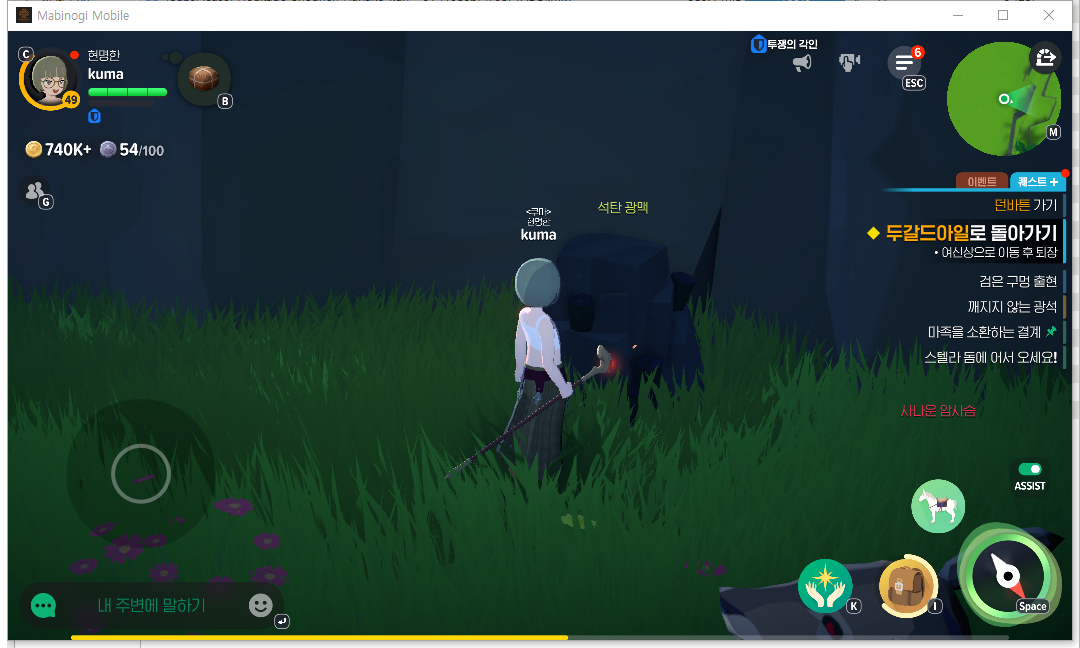 Mabinogi Mobile
C
현명한
kuma
49
B
740K+ 54/100
G
투쟁의 각인
6
ESC
M
이벤트 퀘스트 +
던바튼 가기
두갈드아일로 돌아가기
• 여신상으로 이동 후 퇴장
검은 구멍 출현
깨지지 않는 광석
마족을 소환하는 결계
스텔라 돔에 어서 오세요!
<쿠마>
현명한
kuma
석탄 광맥
사나운 암사슴
ASSIST
내 주변에 말하기
K
I
Space